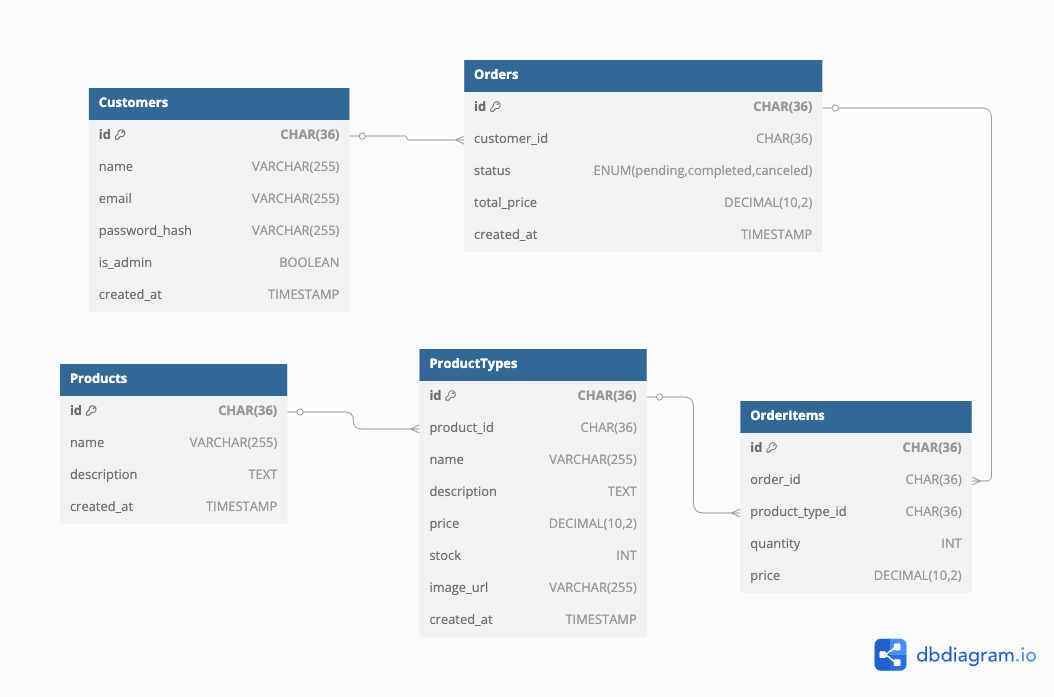 Customers
id CHAR(36)
name VARCHAR(255)
email VARCHAR(255)
password_hash VARCHAR(255)
is_admin BOOLEAN
created_at TIMESTAMP
Orders
id CHAR(36)
customer_id CHAR(36)
status ENUM(pending,completed,canceled)
total_price DECIMAL(10,2)
created_at TIMESTAMP
Products
id CHAR(36)
name VARCHAR(255)
description TEXT
created_at TIMESTAMP
ProductTypes
id CHAR(36)
product_id CHAR(36)
name VARCHAR(255)
description TEXT
price DECIMAL(10,2)
stock INT
image_url VARCHAR(255)
created_at TIMESTAMP
OrderItems
id CHAR(36)
order_id CHAR(36)
product_type_id CHAR(36)
quantity INT
price DECIMAL(10,2)
dbdiagram.io